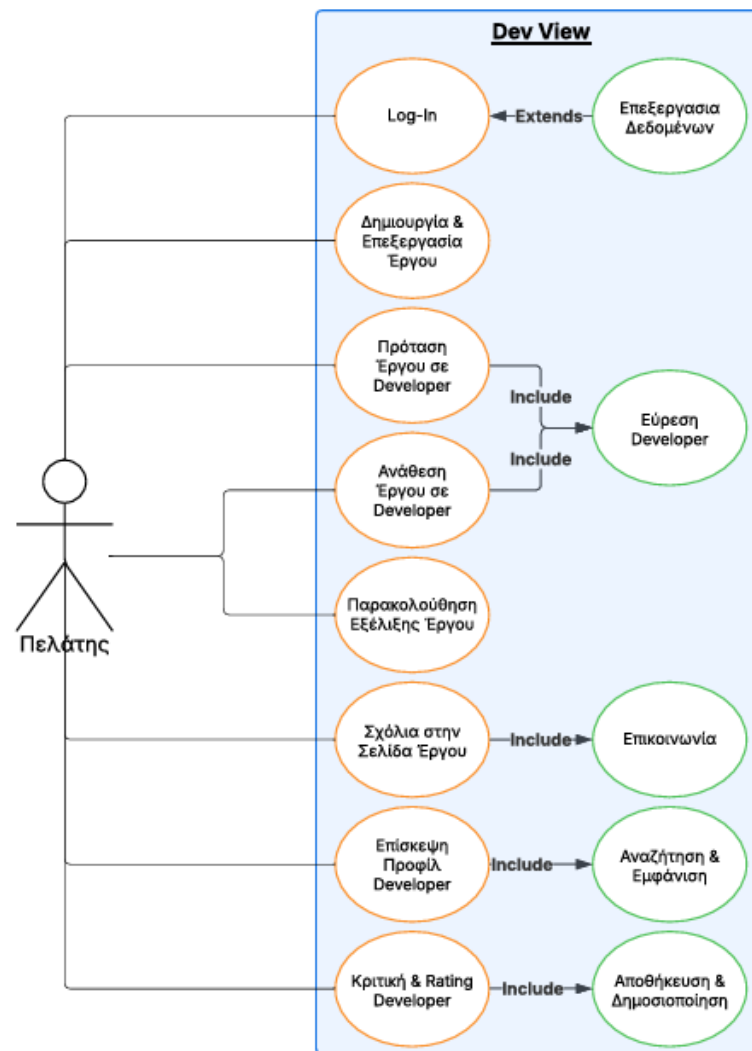 Dev View
Log-In
Extends
Επεξεργασια
Δεδομένων
Δημιουργία &
Επεξεργασία
Έργου
Πρόταση
Έργου σε
Developer
Include
Εύρεση
Developer
Include
Ανάθεση
Έργου σε
Developer
Παρακολούθηση
Εξέλιξης Έργου
Πελάτης
Σχόλια στην
Σελίδα Έργου
Include
Επικοινωνία
Επίσκεψη
Προφίλ
Developer
Include
Αναζήτηση &
Εμφάνιση
Κριτική & Rating
Developer
Include
Αποθήκευση &
Δημοσιοποίηση